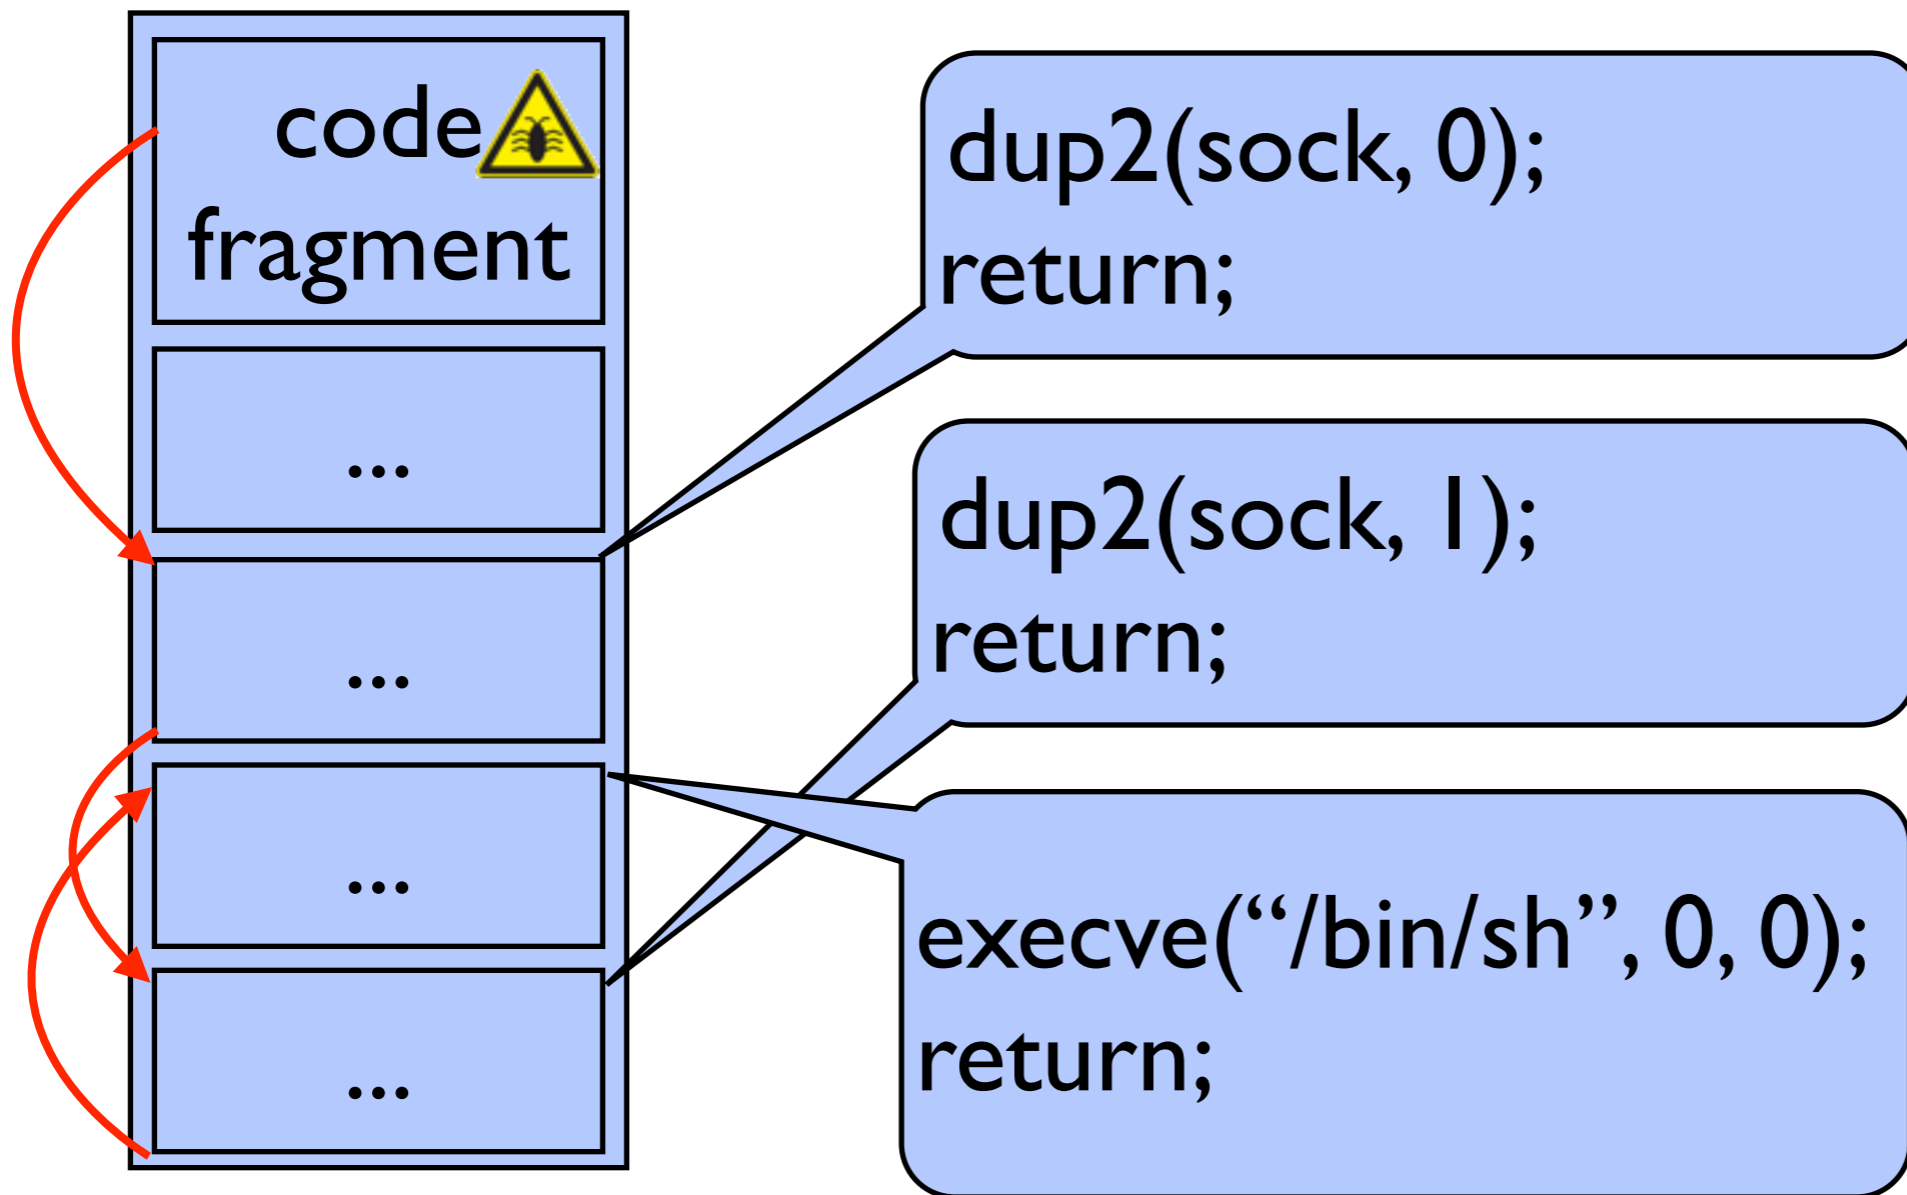 code
fragment
...
...
...
...
dup2(sock, 0);
return;
dup2(sock, 1);
return;
execve(“/bin/sh”, 0, 0);
return;